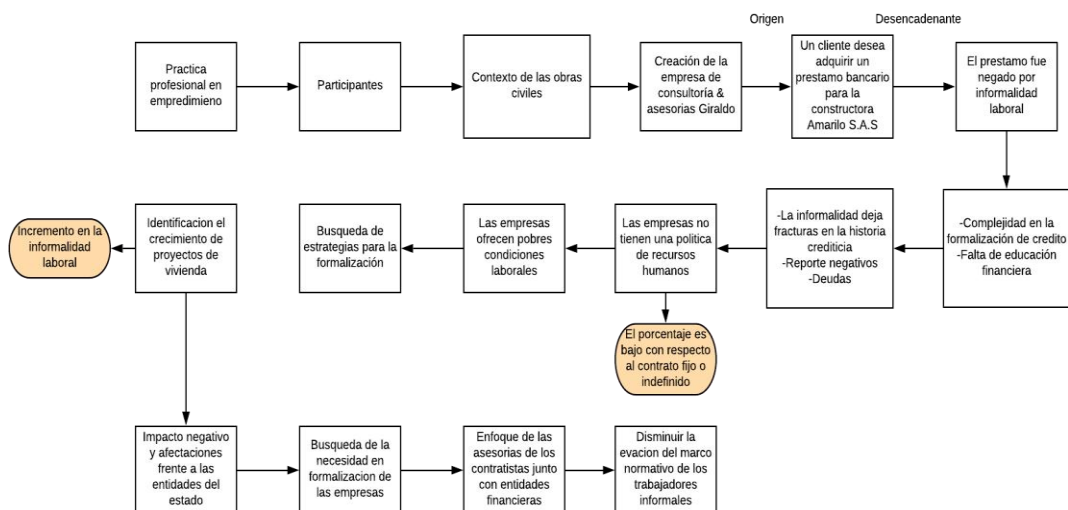 Origen
Desencadenante
Practica
profesional en
empredimieno
Participantes
Contexto de las obras
civiles
Creación de la
empresa de
consultoría &
asesorias Giraldo
Un cliente desea
adquirir un
prestamo bancario
para la
constructora
Amarilo S.A.S
El prestamo fue
negado por
informalidad
laboral
-Complejidad en la
formalización de credito
-Falta de educación
financiera
-La informalidad deja
fracturas en la historia
crediticia
-Reporte negativos
-Deudas
Las empresas no
tienen una politica
de recursos
humanos
El porcentaje es
bajo con respecto
al contrato fijo o
indefinido
Las empresas
ofrecen pobres
condiciones
laborales
Busqueda de
estrategias para la
formalización
Identificacion el
crecimiento de
proyectos de
vivienda
Incremento en la
informalidad
laboral
Impacto negativo
y afectaciones
frente a las
entidades del
estado
Busqueda de la
necesidad en
formalizacion de
las empresas
Enfoque de las
asesorias de los
contratistas junto
con entidades
financieras
Disminuir la
evacion del marco
normativo de los
trabajadores
informales